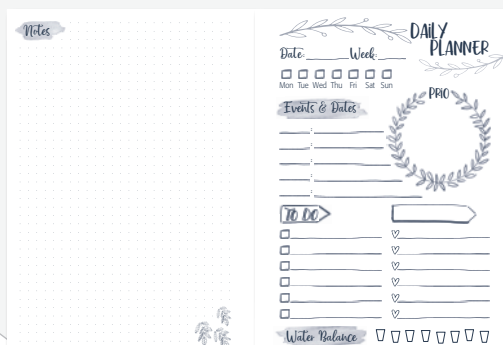 Notes
DAILY
PLANNER
Date: Week:
Mon Tue Wed Thu Fri Sat Sun
PRIO
Events & Dates
:
:
:
:
:
TO DO
Water Balance